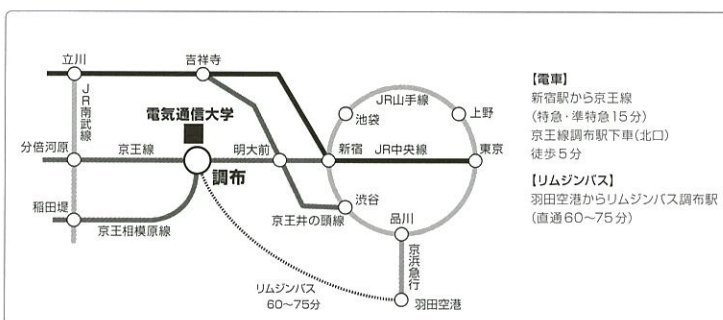 立川
吉祥寺
JR南武線
電気通信大学
JR山手線
池袋
上野
分倍河原
京王線
明大前
新宿
JR中央線
東京
調布
稲田堤
京王相模原線
京王井の頭線
渋谷
品川
京浜急行
リムジンバス
60〜75分
羽田空港
【電車】
新宿駅から京王線
(特急・準特急15分)
京王線調布駅下車(北口)
徒歩5分
【リムジンバス】
羽田空港からリムジンバス調布駅
(直通60〜75分)